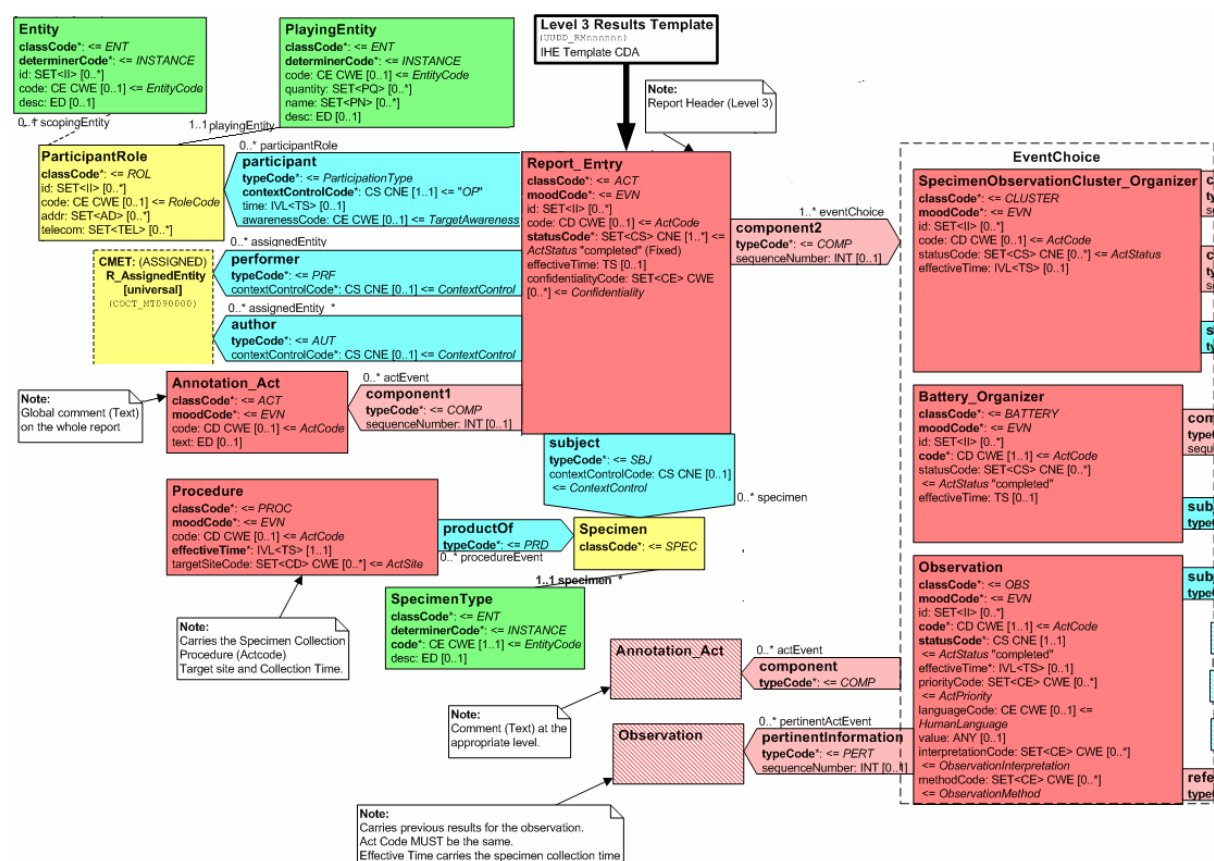 Entity
classCode*: <= ENT
determinerCode*: <= INSTANCE
id: SET<II> [0..*]
code: CE CWE [0..1] <= EntityCode
desc: ED [0..1]
0..1 scopingEntity
PlayingEntity
classCode*: <= ENT
determinerCode*: <= INSTANCE
code: CE CWE [0..1] <= EntityCode
quantity: SET<PQ> [0..*]
name: SET<PN> [0..*]
desc: ED [0..1]
1..1 playingEntity
Level 3 Results Template
IHE Template CDA
Note:
Report Header (Level 3)
ParticipantRole
classCode*: <= ROL
id: SET<II> [0..*]
code: CE CWE [0..1] <= RoleCode
addr: SET<AD> [0..*]
telecom: SET<TEL> [0..*]
0..* participantRole
participant
typeCode*: <= ParticipationType
contextControlCode*: CS CNE [1..1] <= "OP"
time: IVL<TS> [0..1]
awarenessCode: CE CWE [0..1] <= TargetAwareness
0..* assignedEntity
performer
typeCode*: <= PRF
contextControlCode*: CS CNE [0..1] <= ContextControl
0..* assignedEntity *
author
typeCode*: <= AUT
contextControlCode*: CS CNE [0..1] <= ContextControl
CMET: (ASSIGNED)
R_AssignedEntity
[universal]
(COCT_MT090000)
Report_Entry
classCode*: <= ACT
moodCode*: <= EVN
id: SET<II> [0..*]
code: CD CWE [0..1] <= ActCode
statusCode*: SET<CS> CNE [1..*] <=
ActStatus "completed" (Fixed)
effectiveTime: TS [0..1]
confidentialityCode: SET<CE> CWE
[0..*] <= Confidentiality
1..* eventChoice
component2
typeCode*: <= COMP
sequenceNumber: INT [0..1]
EventChoice
SpecimenObservationCluster_Organizer
classCode*: <= CLUSTER
moodCode*: <= EVN
id: SET<II> [0..*]
code: CD CWE [0..1] <= ActCode
statusCode: SET<CS> CNE [0..*] <= ActStatus
effectiveTime: IVL<TS> [0..1]
Note:
Global comment (Text)
on the whole report
Annotation_Act
classCode*: <= ACT
moodCode*: <= EVN
code: CD CWE [0..1] <= ActCode
text: ED [0..1]
0..* actEvent
component1
typeCode*: <= COMP
sequenceNumber: INT [0..1]
subject
typeCode*: <= SBJ
contextControlCode: CS CNE [0..1]
<= ContextControl
0..* specimen
Battery_Organizer
classCode*: <= BATTERY
moodCode*: <= EVN
id: SET<II> [0..*]
code*: CD CWE [1..1] <= ActCode
statusCode: SET<CS> CNE [0..*]
<= ActStatus "completed"
effectiveTime: TS [0..1]
Procedure
classCode*: <= PROC
moodCode*: <= EVN
code: CD CWE [0..1] <= ActCode
effectiveTime*: IVL<TS> [1..1]
targetSiteCode: SET<CD> CWE [0..*] <= ActSite
productOf
typeCode*: <= PRD
0..* procedureEvent
Specimen
classCode*: <= SPEC
1..1 specimen *
SpecimenType
classCode*: <= ENT
determinerCode*: <= INSTANCE
code*: CE CWE [1..1] <= EntityCode
desc: ED [0..1]
Note:
Carries the Specimen Collection
Procedure (Actcode)
Target site and Collection Time.
Observation
classCode*: <= OBS
moodCode*: <= EVN
id: SET<II> [0..*]
code*: CD CWE [1..1] <= ActCode
statusCode*: CS CNE [1..1]
<= ActStatus "completed"
effectiveTime*: IVL<TS> [0..1]
priorityCode: SET<CE> CWE [0..*]
<= ActPriority
languageCode: CE CWE [0..1] <=
HumanLanguage
value: ANY [0..1]
interpretationCode: SET<CE> CWE [0..*]
<= ObservationInterpretation
methodCode: SET<CE> CWE [0..*]
<= ObservationMethod
Annotation_Act
0..* actEvent
component
typeCode*: <= COMP
Note:
Comment (Text) at the
appropriate level.
Observation
0..* pertinentActEvent
pertinentInformation
typeCode*: <= PERT
sequenceNumber: INT [0..1]
Note:
Carries previous results for the observation.
Act Code MUST be the same.
Effective Time carries the specimen collection time